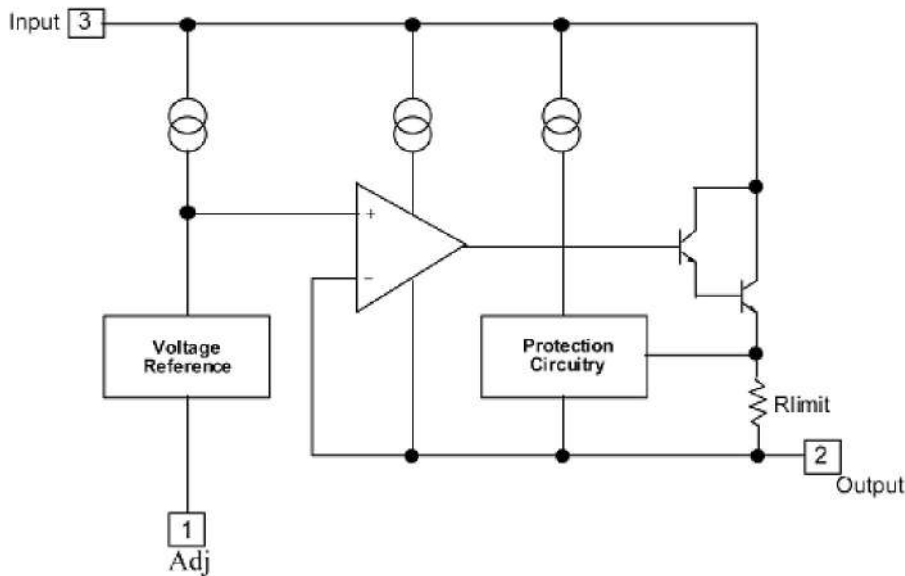 Input 3
+
−
Voltage
Reference
Protection
Circuitry
Rlimit
2
Output
1
Adj